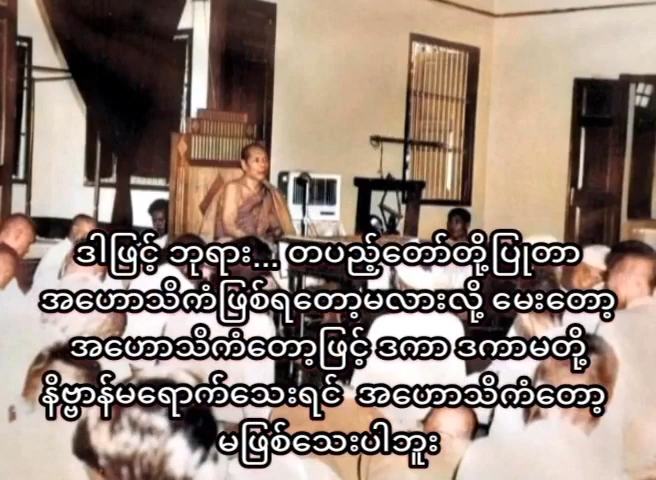 ဒါဖြင့် ဘုရား... တပည့်တော်တို့ပြုတာ
အဟောသိကံဖြစ်ရတော့မလားလို့ မေးတော့
အဟောသိကံတော့ဖြင့် ဒကာ ဒကာမတို့
နိဗ္ဗာန်မရောက်သေးရင် အဟောသိကံတော့
မဖြစ်သေးပါဘူး